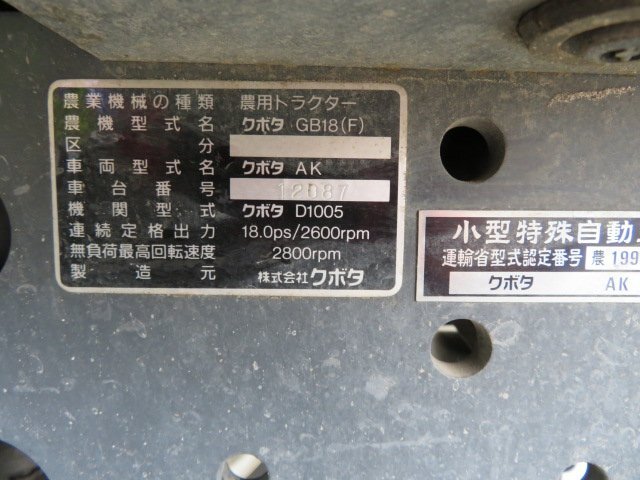 農業機械の種類 農用トラクター
農機型式名 クボタ GB18(F)
区分
車両型式名 クボタ AK
車台番号 12087
機関型式 クボタ D1005
連続定格出力 18.0ps/2600rpm
無負荷最高回転速度 2800rpm
製造元 株式会社クボタ
小型特殊自動
運輸省型式認定番号 農199
クボタ AK